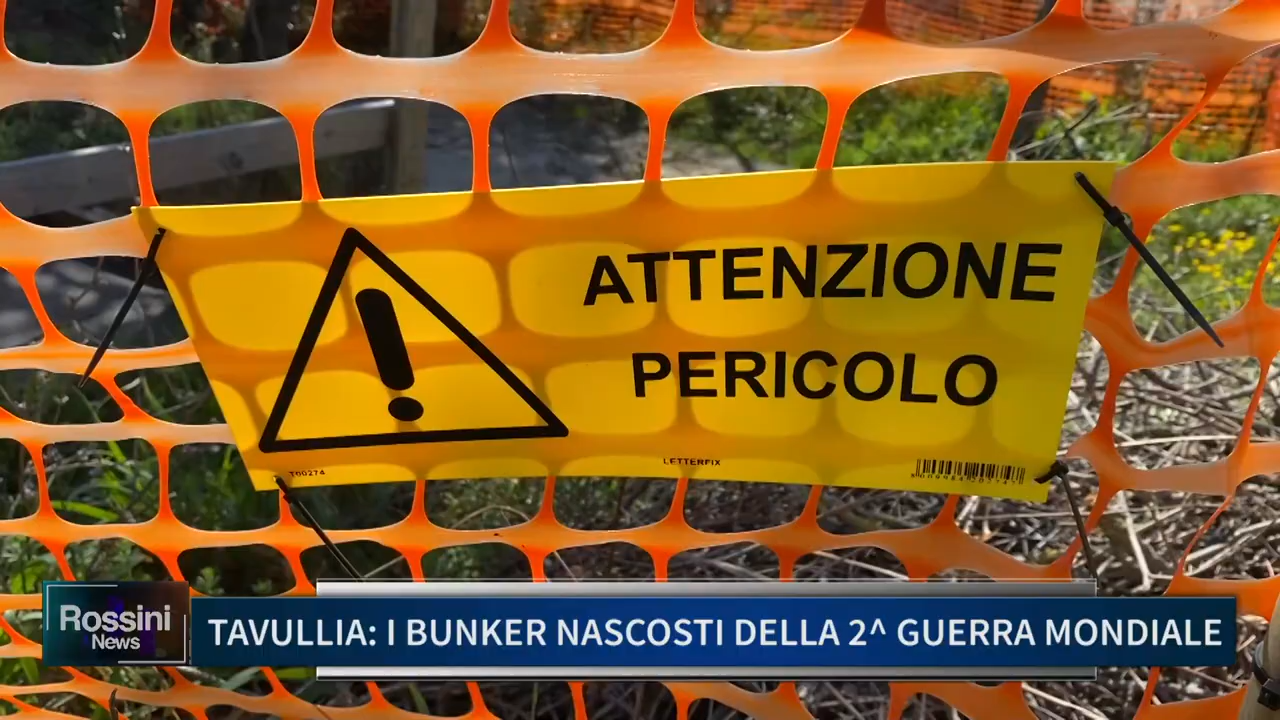 ATTENZIONE
PERICOLO
T00274
LETTERFIX
Rossini
News
TAVULLIA: I BUNKER NASCOSTI DELLA 2^ GUERRA MONDIALE